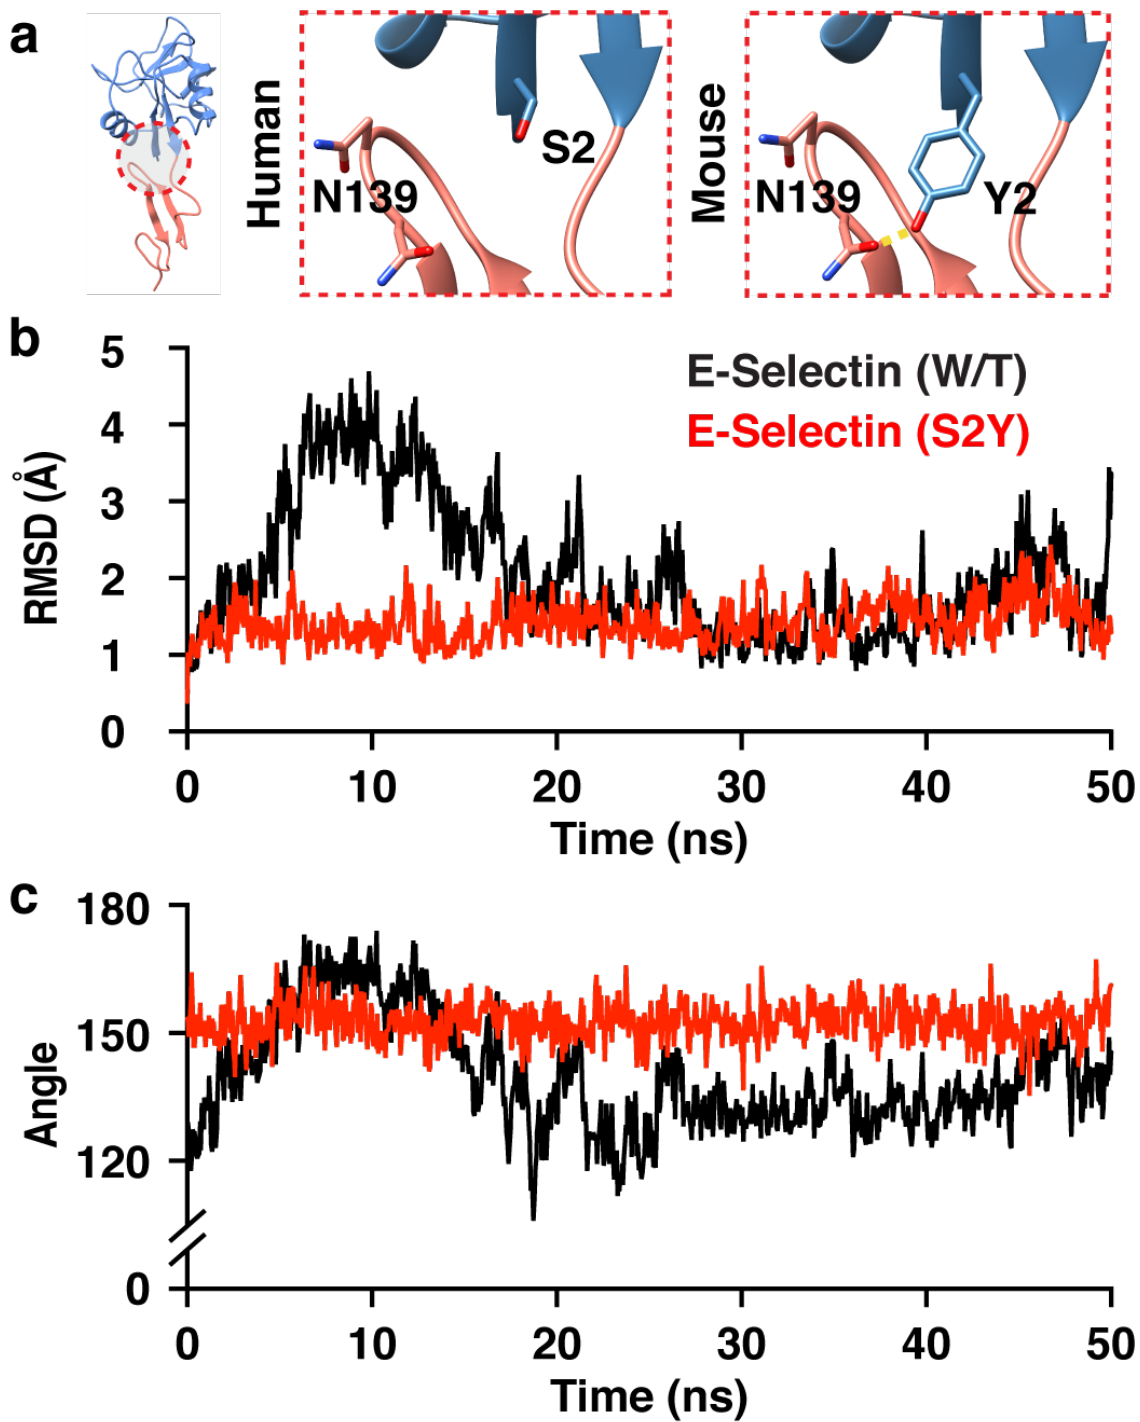 a
Human
N139
S2
Mouse
N139
Y2
b
E-Selectin (W/T)
E-Selectin (S2Y)
RMSD (Å)
5
4
3
2
1
0
0 10 20 30 40 50
Time (ns)
c
Angle
180
150
120
0
0 10 20 30 40 50
Time (ns)